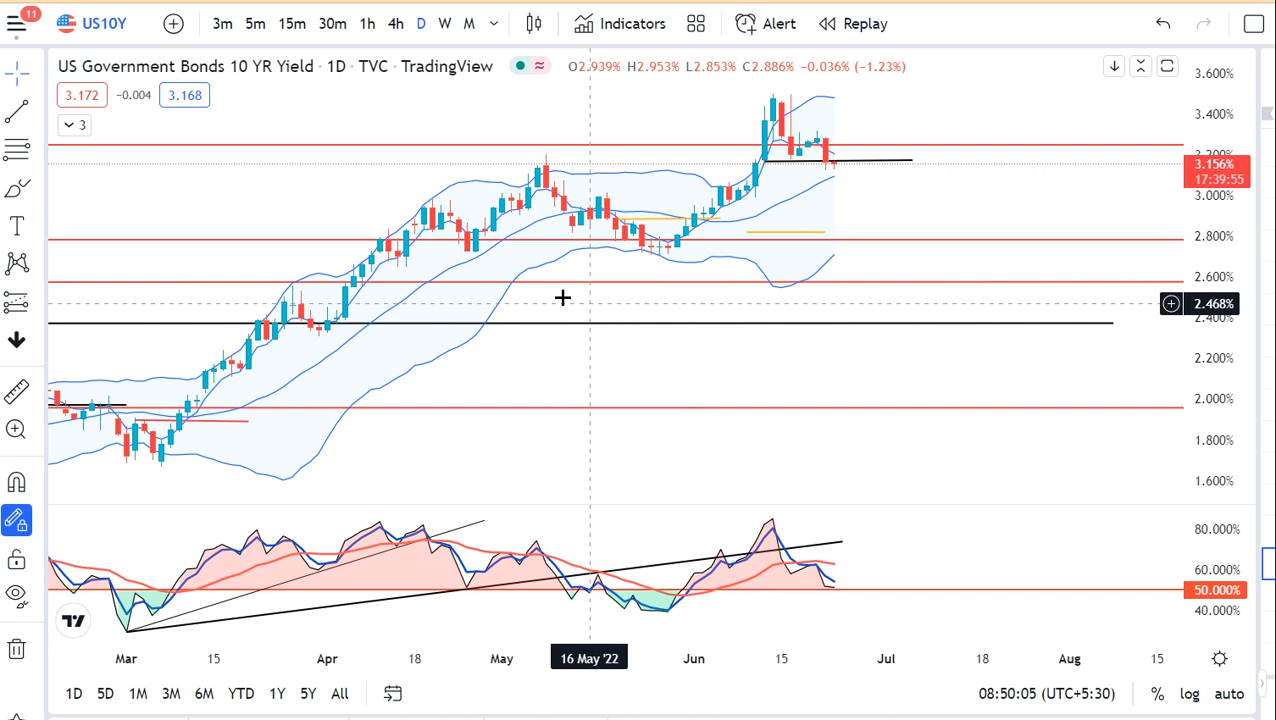 11
US10Y
3m 5m 15m 30m 1h 4h D W M
Indicators
Alert
Replay
US Government Bonds 10 YR Yield · 1D · TVC · TradingView
O2.939% H2.953% L2.853% C2.886% −0.036% (−1.23%)
3.172 −0.004 3.168
3
3.600%
3.400%
3.200%
3.156%
17:39:55
3.000%
2.800%
2.600%
2.468%
2.400%
2.200%
2.000%
1.800%
1.600%
80.000%
60.000%
50.000%
40.000%
Mar 15 Apr 18 May 16 May '22 Jun 15 Jul 18 Aug 15
1D 5D 1M 3M 6M YTD 1Y 5Y All
08:50:05 (UTC+5:30) % log auto